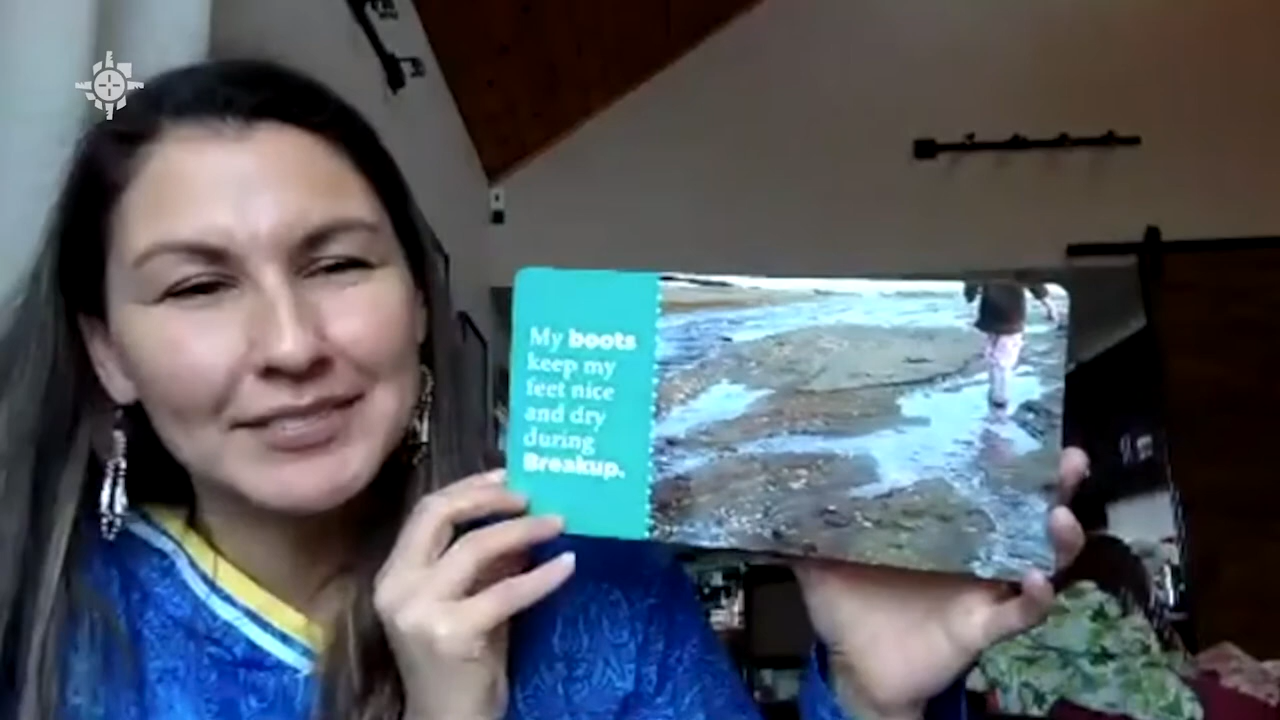 My boots
keep my
feet nice
and dry
during
Breakup.